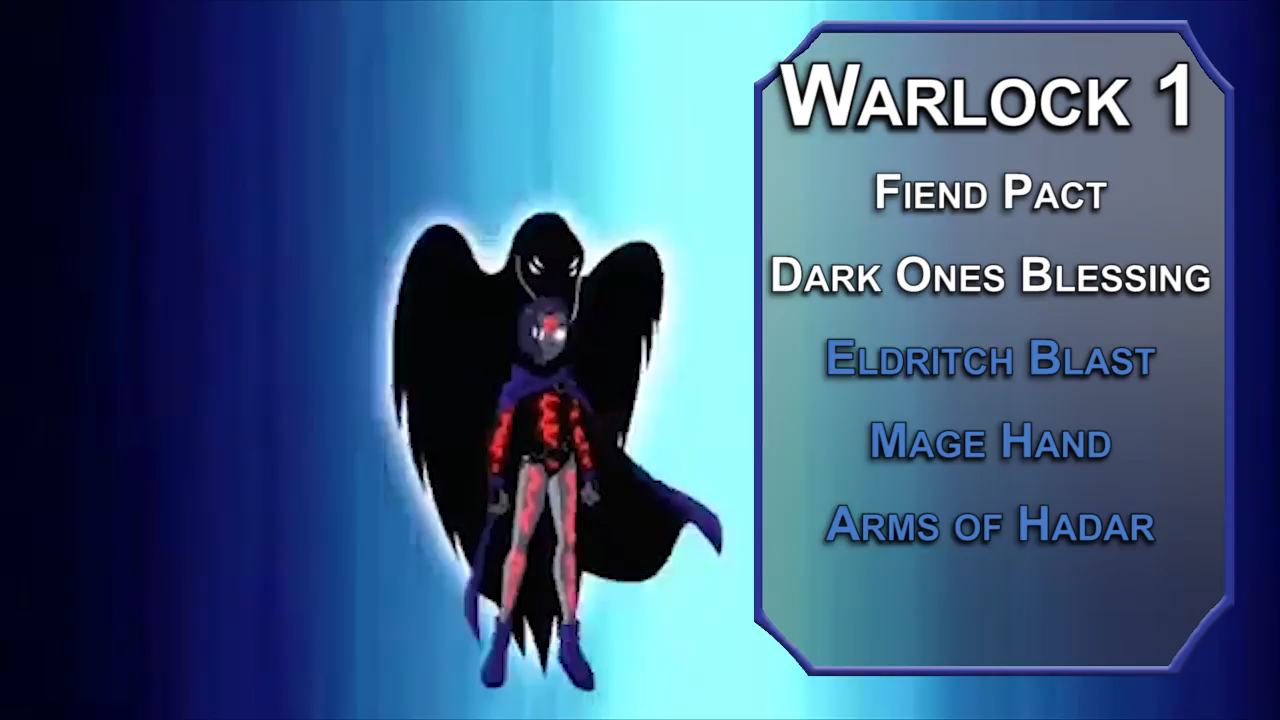 Warlock 1
Fiend Pact
Dark Ones Blessing
Eldritch Blast
Mage Hand
Arms of Hadar